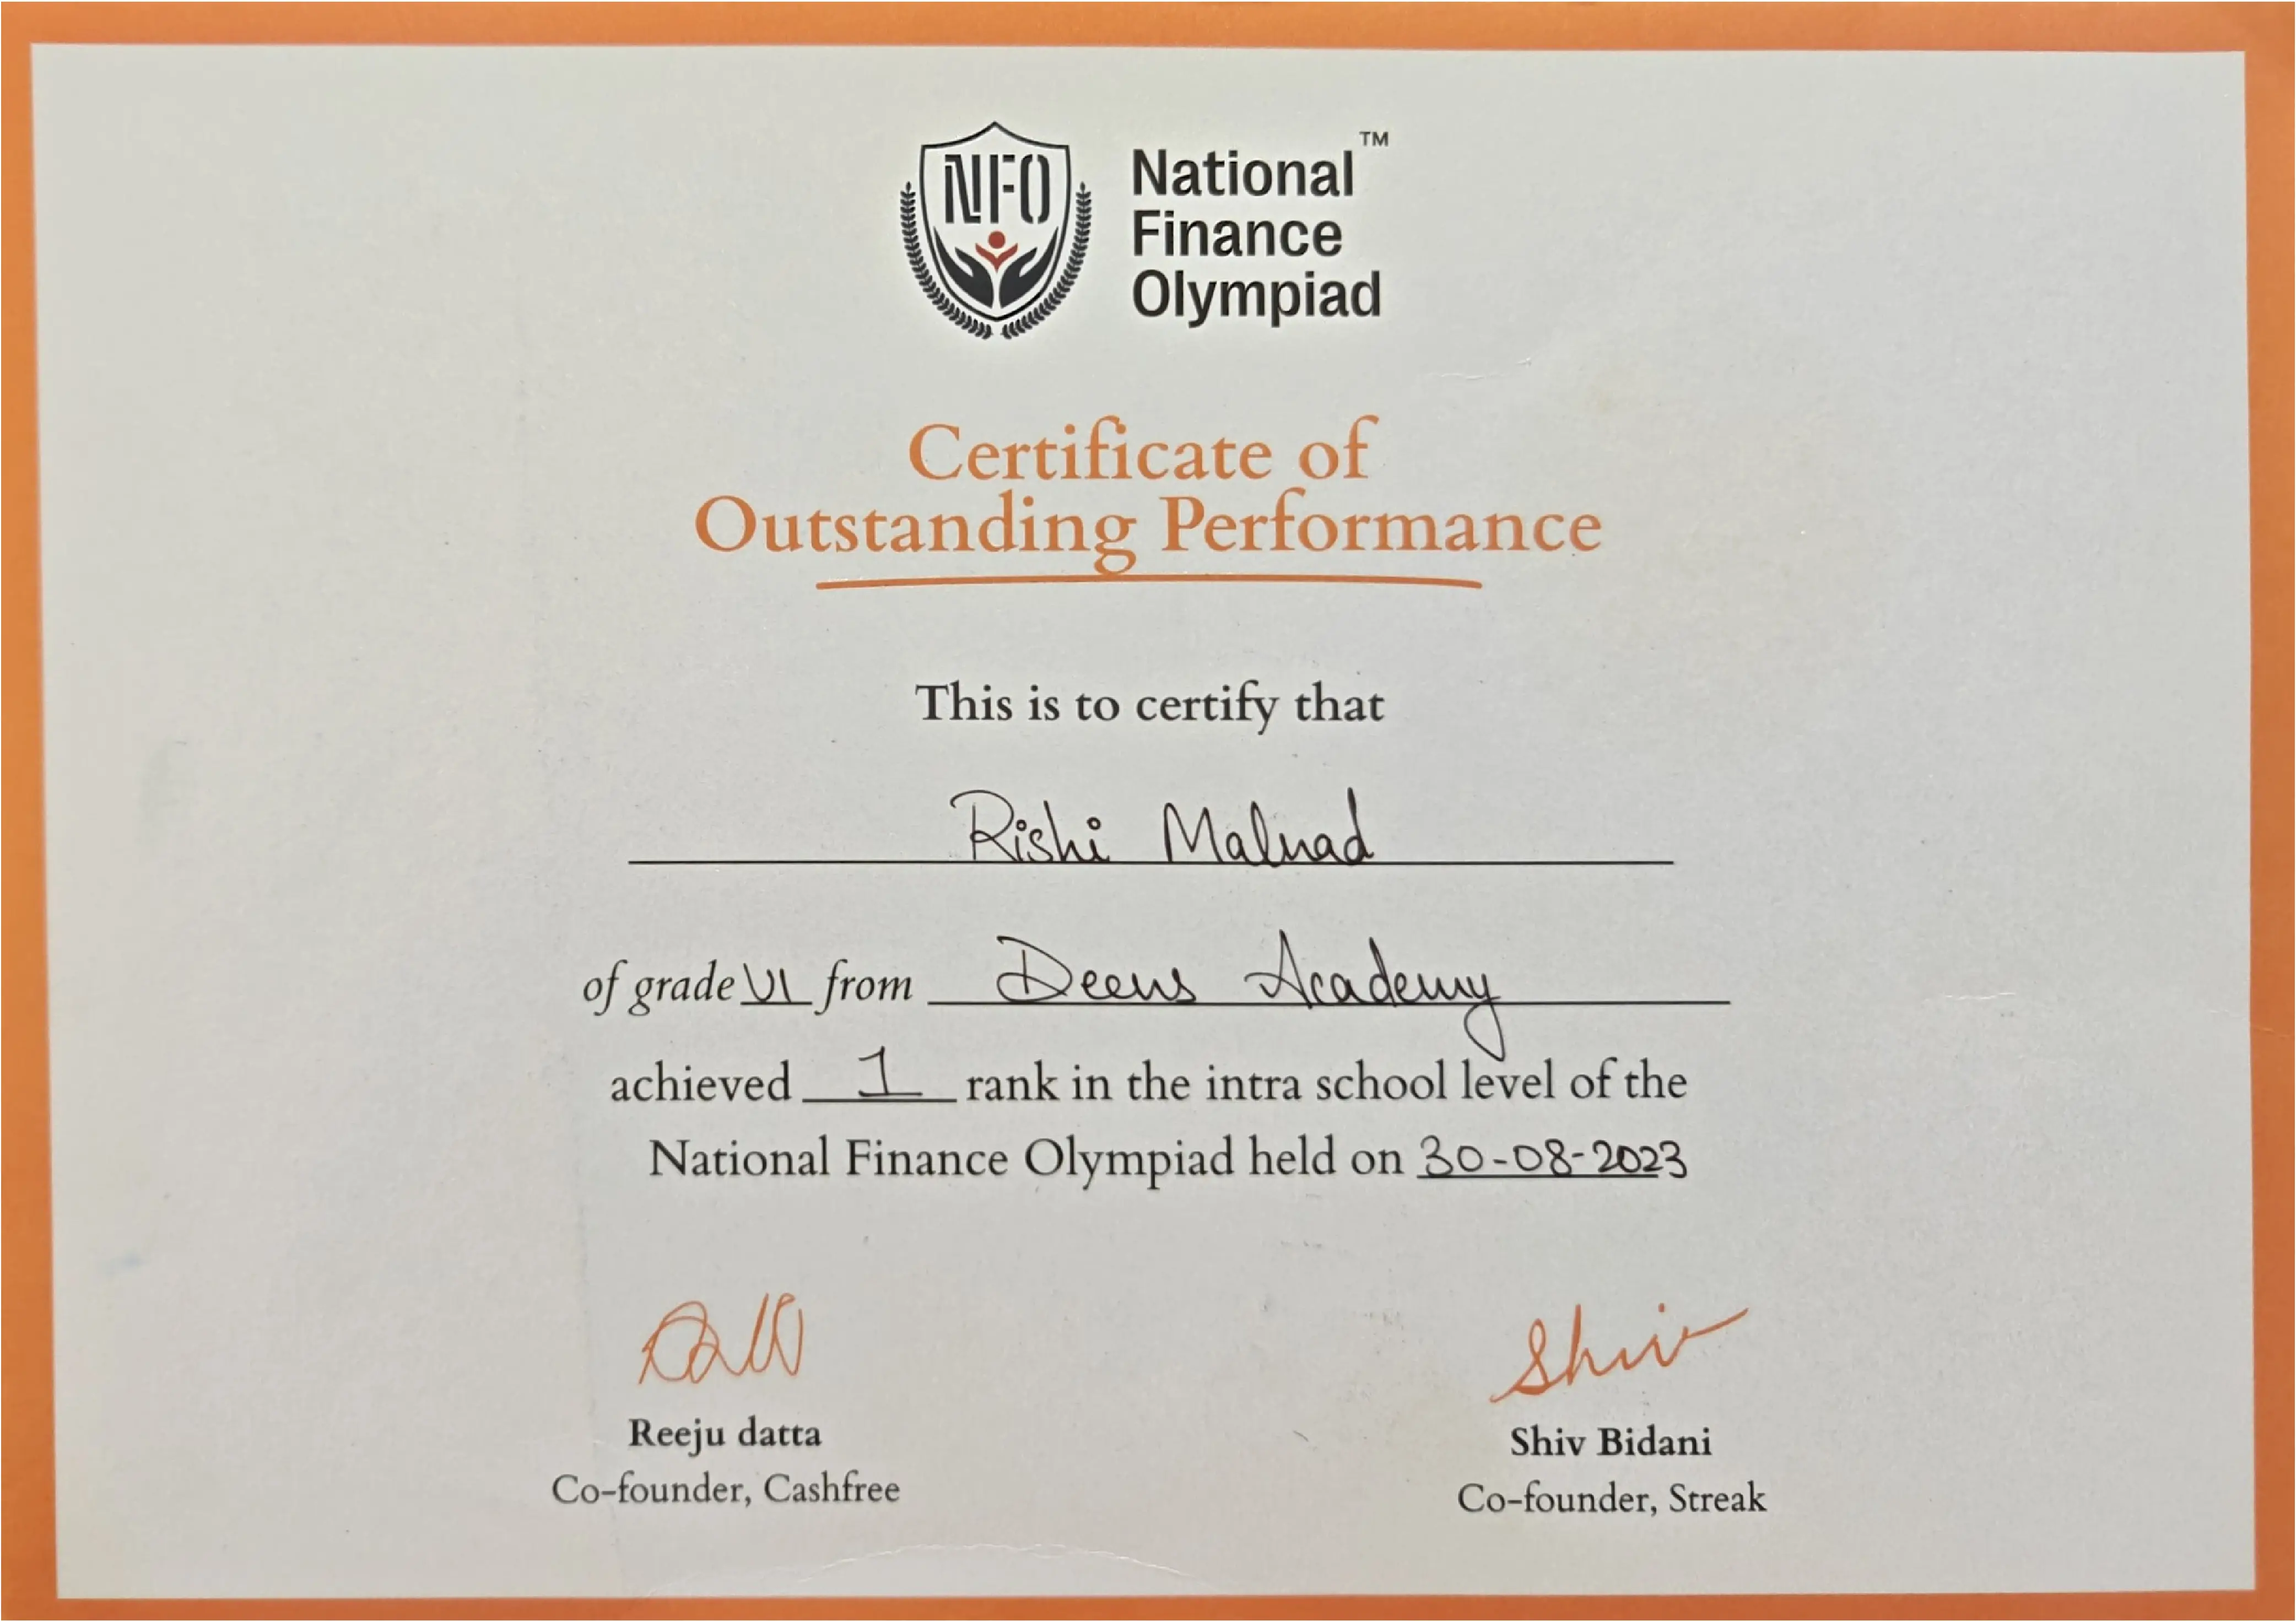 NFO
National™
Finance
Olympiad
Certificate of
Outstanding Performance
This is to certify that
Rishi Malnad
of grade VI from Deens Academy
achieved 1 rank in the intra school level of the
National Finance Olympiad held on 30-08-2023
Shiv
Reeju datta
Shiv Bidani
Co-founder, Cashfree
Co-founder, Streak